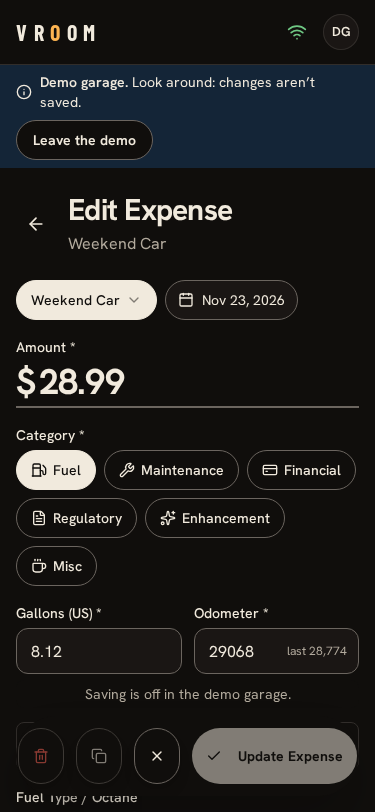 VROOM
DG
Demo garage. Look around: changes aren’t
saved.
Leave the demo
Edit Expense
Weekend Car
Weekend Car
Nov 23, 2026
Amount *
$28.99
Category *
Fuel
Maintenance
Financial
Regulatory
Enhancement
Misc
Gallons (US) *
Odometer *
8.12
29068
last 28,774
Saving is off in the demo garage.
Update Expense
Fuel Type / Octane